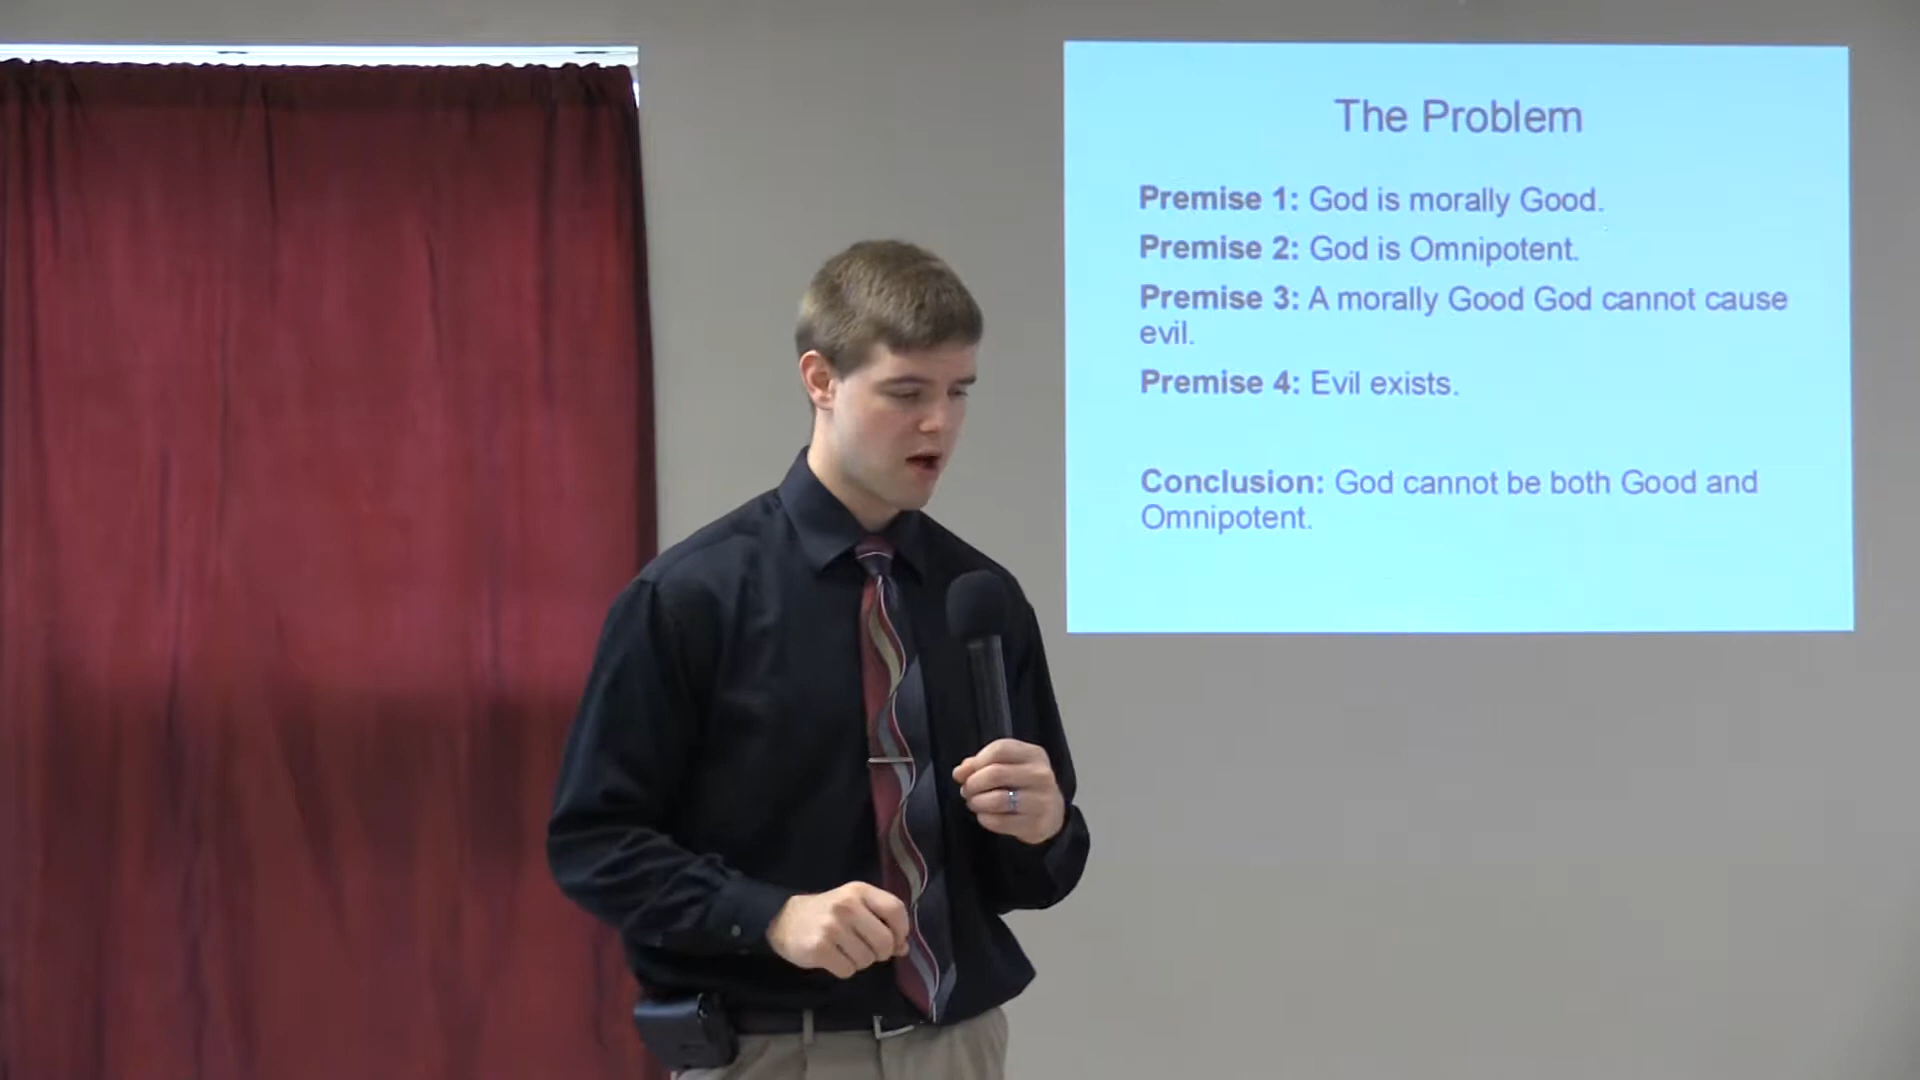 The Problem
Premise 1: God is morally Good.
Premise 2: God is Omnipotent.
Premise 3: A morally Good God cannot cause
evil.
Premise 4: Evil exists.
Conclusion: God cannot be both Good and
Omnipotent.